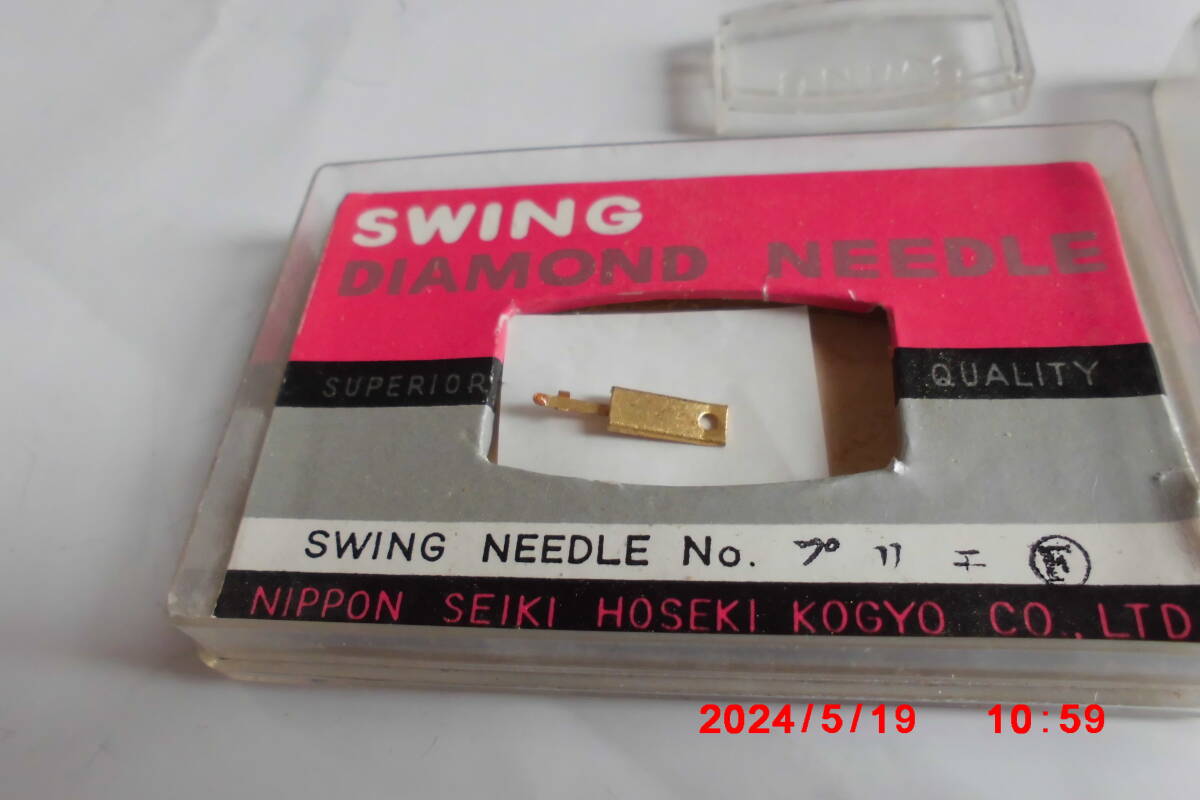 SWING
DIAMOND NEEDLE
SUPERIOR QUALITY
SWING NEEDLE No. プリエ
NIPPON SEIKI HOSEKI KOGYO CO., LTD
2024/5/19 10:59